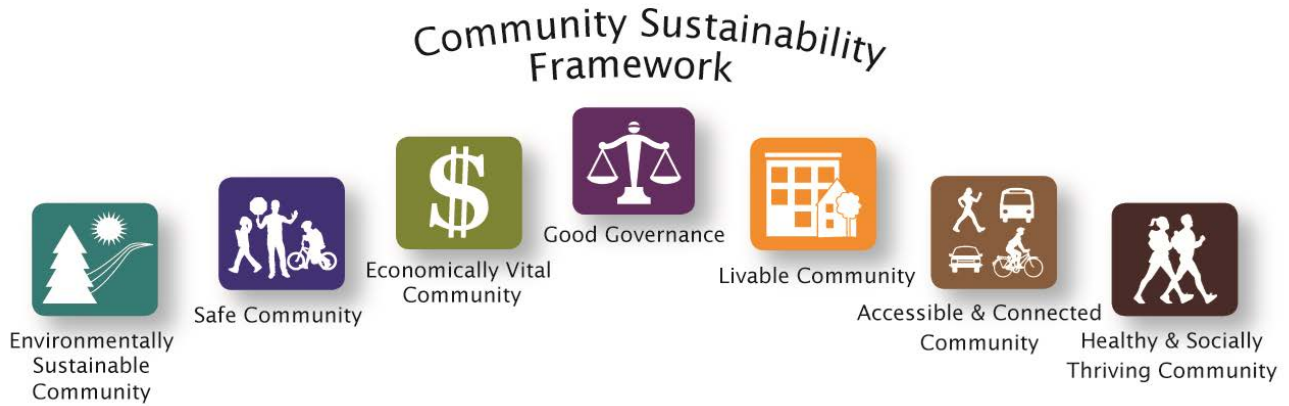 Community Sustainability
Framework
Environmentally
Sustainable
Community
Safe Community
Economically Vital
Community
Good Governance
Livable Community
Accessible & Connected
Community
Healthy & Socially
Thriving Community